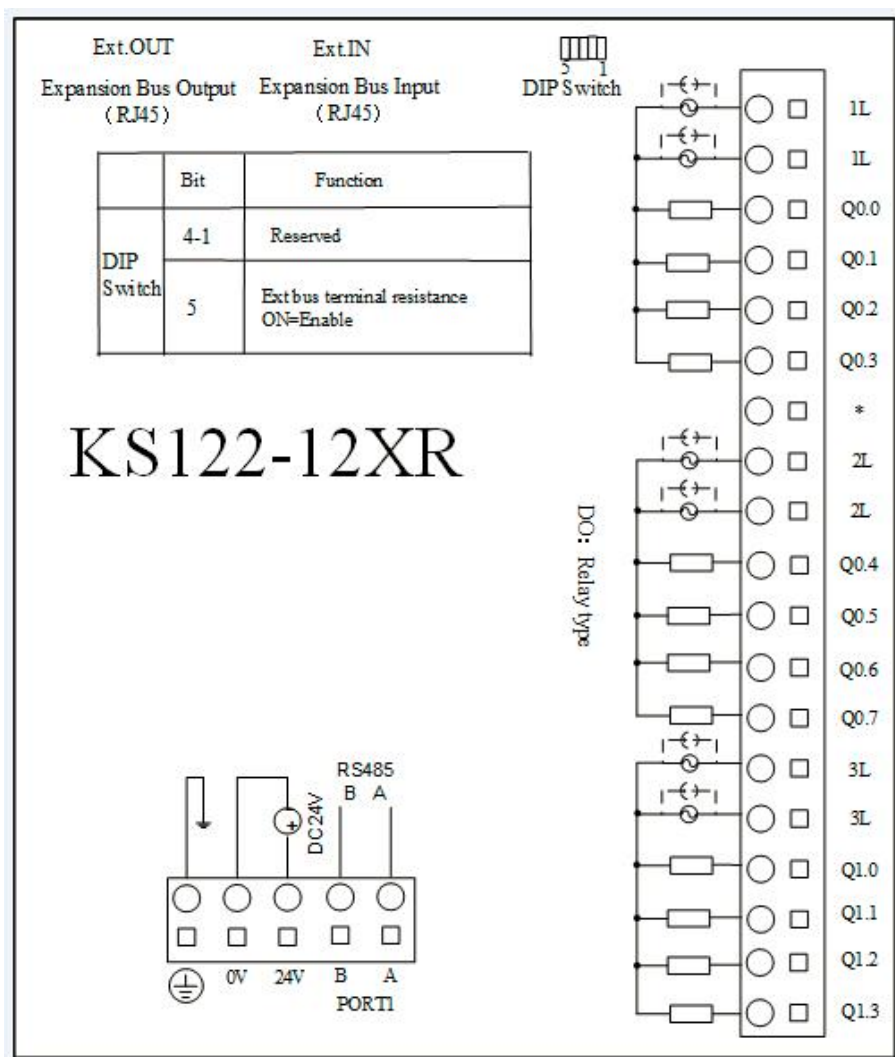 Ext.OUT
Ext.IN
Expansion Bus Output
(RJ45)
Expansion Bus Input
(RJ45)
5 1
DIP Switch
Bit Function
DIP
Switch
4-1 Reserved
5 Ext bus terminal resistance
ON=Enable
KS122-12XR
DO: Relay type
1L
1L
Q0.0
Q0.1
Q0.2
Q0.3
*
2L
2L
Q0.4
Q0.5
Q0.6
Q0.7
3L
3L
Q1.0
Q1.1
Q1.2
Q1.3
DC24V
RS485
B A
0V 24V B A
PORT1